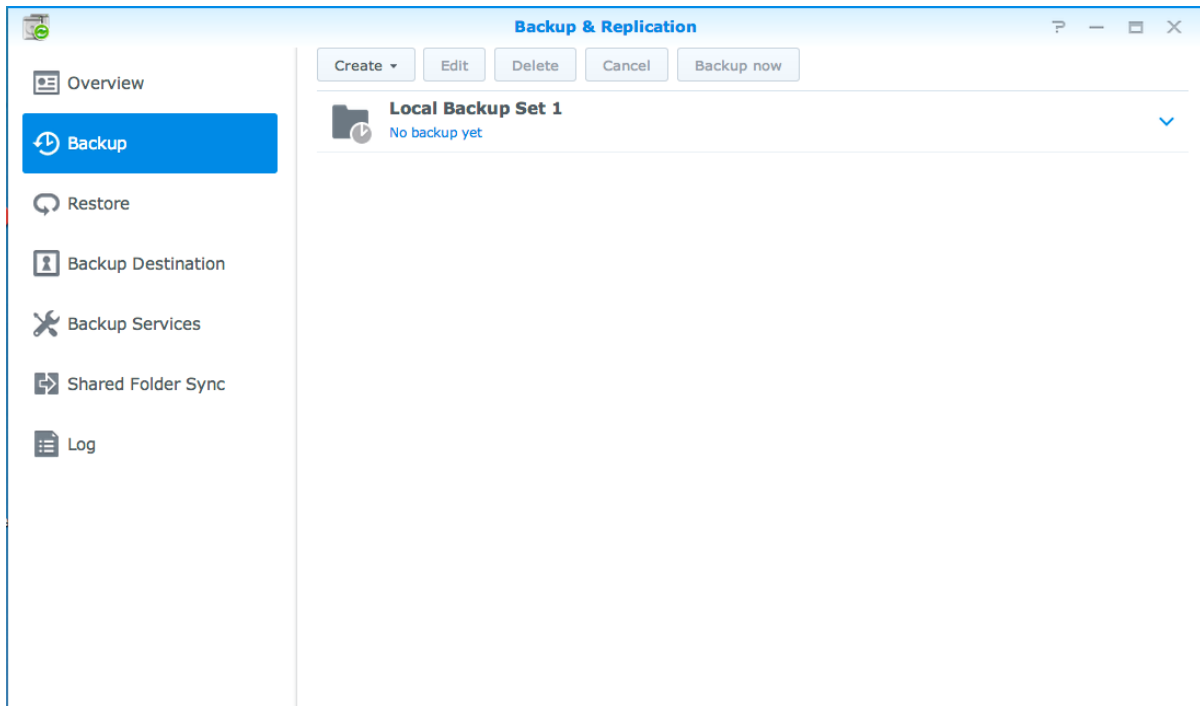 Backup & Replication
Overview
Backup
Restore
Backup Destination
Backup Services
Shared Folder Sync
Log
Create Edit Delete Cancel Backup now
Local Backup Set 1
No backup yet